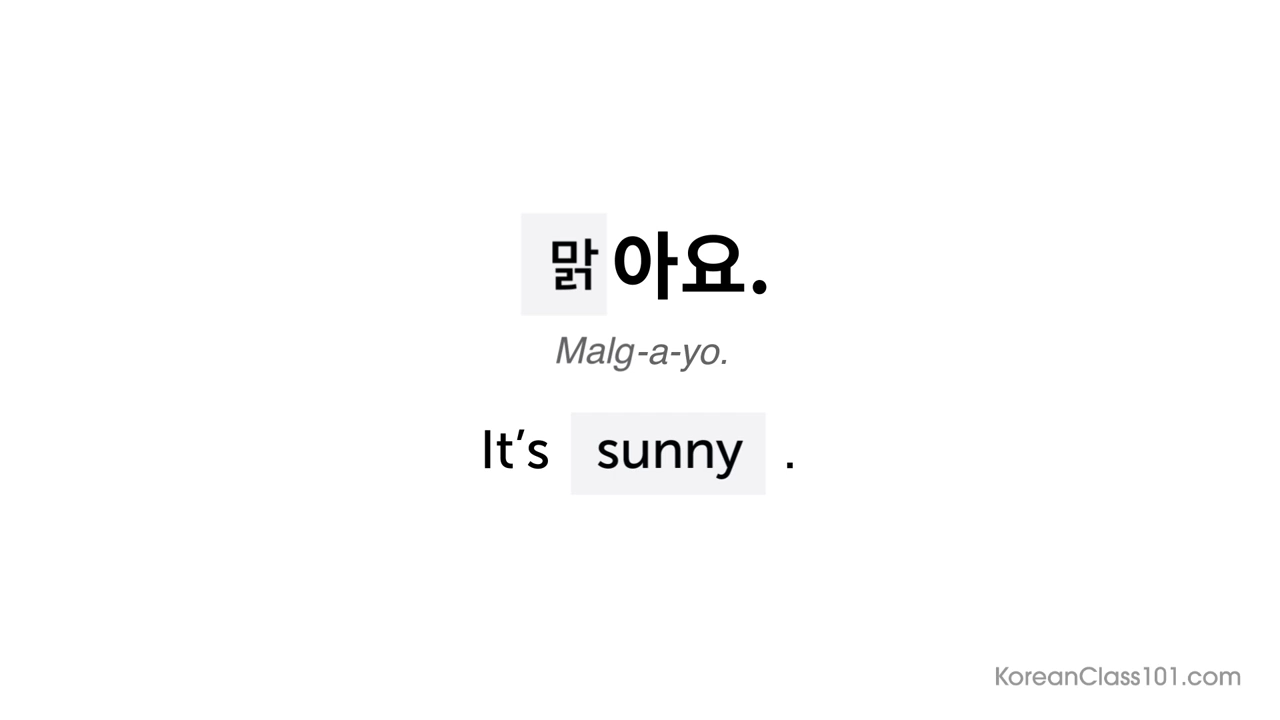 맑아요.
Malg-a-yo.
It's sunny .
KoreanClass101.com